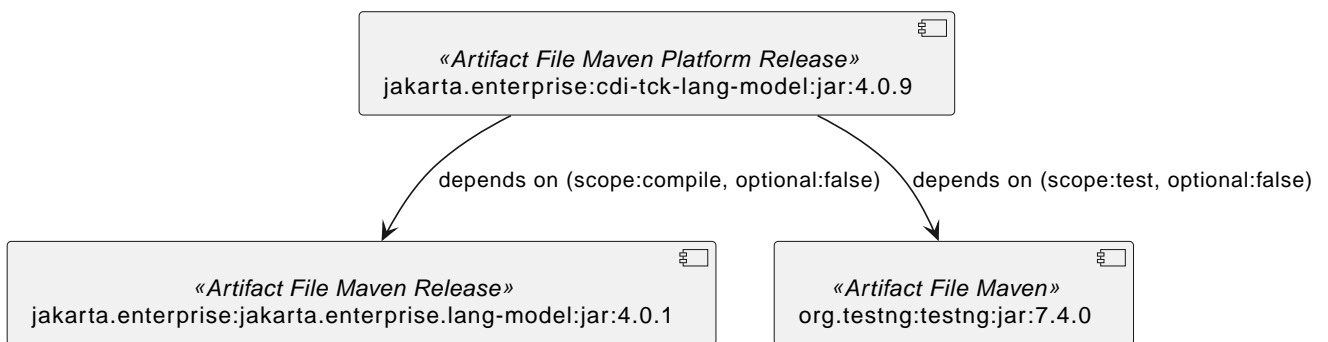 «Artifact File Maven Platform Release»
jakarta.enterprise:cdi-tck-lang-model:jar:4.0.9
depends on (scope:compile, optional:false)
depends on (scope:test, optional:false)
«Artifact File Maven Release»
jakarta.enterprise:jakarta.enterprise.lang-model:jar:4.0.1
«Artifact File Maven»
org.testng:testng:jar:7.4.0